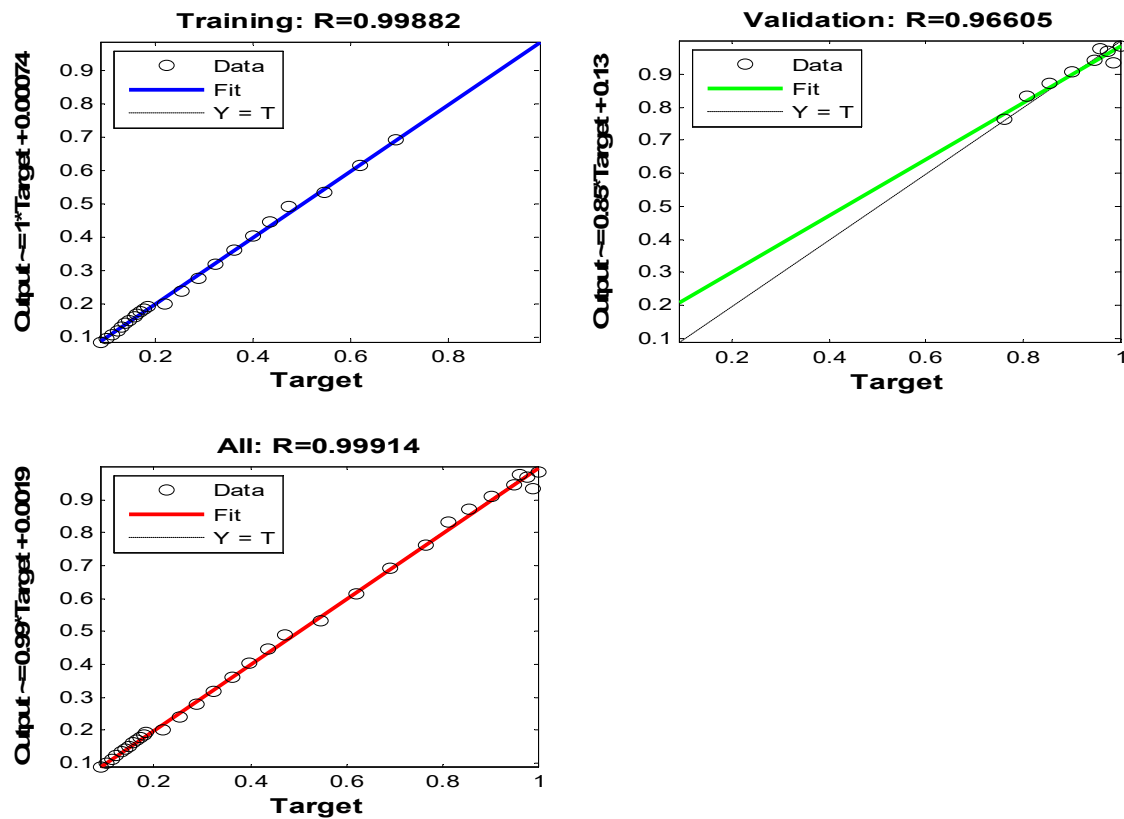 Training: R=0.99882
Output ~= 1*Target + 0.00074
0.9
0.8
0.7
0.6
0.5
0.4
0.3
0.2
0.1
Data
Fit
Y = T
0.2 0.4 0.6 0.8
Target
Validation: R=0.96605
Output ~= 0.85*Target + 0.13
0.9
0.8
0.7
0.6
0.5
0.4
0.3
0.2
0.1
Data
Fit
Y = T
0.2 0.4 0.6 0.8 1
Target
All: R=0.99914
Output ~= 0.99*Target + 0.0019
0.9
0.8
0.7
0.6
0.5
0.4
0.3
0.2
0.1
Data
Fit
Y = T
0.2 0.4 0.6 0.8 1
Target